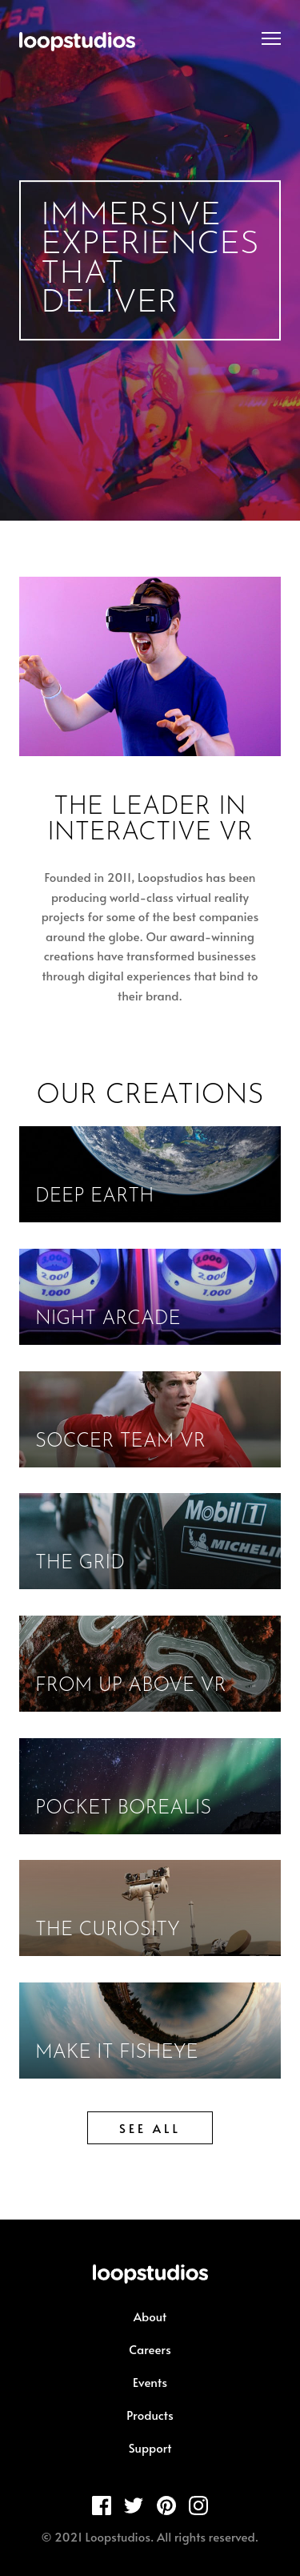 loopstudios
IMMERSIVE
EXPERIENCES
THAT
DELIVER
THE LEADER IN
INTERACTIVE VR
Founded in 2011, Loopstudios has been
producing world-class virtual reality
projects for some of the best companies
around the globe. Our award-winning
creations have transformed businesses
through digital experiences that bind to
their brand.
OUR CREATIONS
DEEP EARTH
2,000
2,000
1,000
1,000
NIGHT ARCADE
SOCCER TEAM VR
Mobil 1
MICHELIN
THE GRID
FROM UP ABOVE VR
POCKET BOREALIS
THE CURIOSITY
MAKE IT FISHEYE
SEE ALL
loopstudios
About
Careers
Events
Products
Support
© 2021 Loopstudios. All rights reserved.